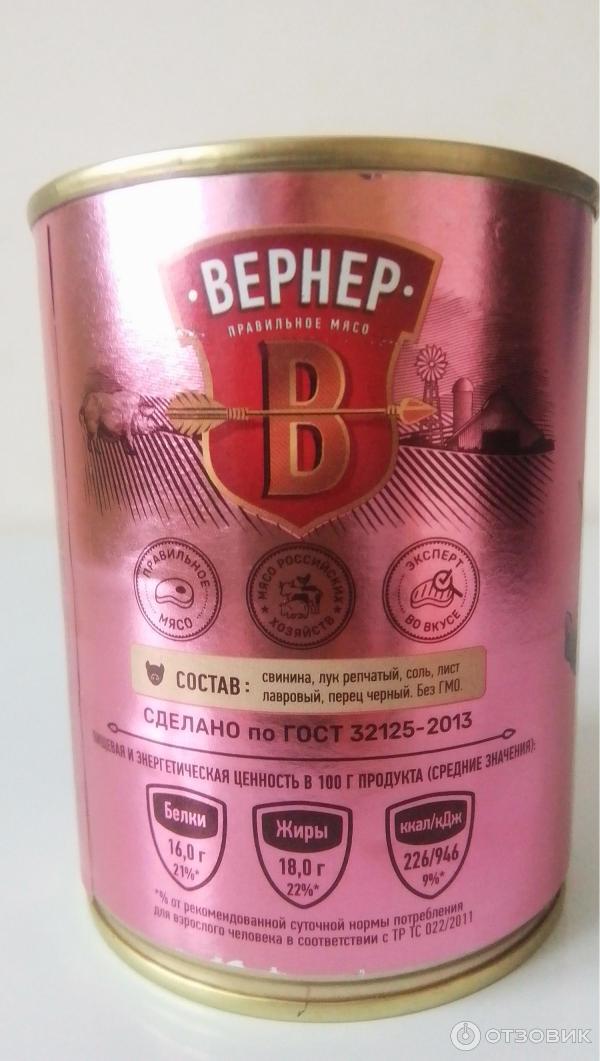 ВЕРНЕР
ПРАВИЛЬНОЕ МЯСО
В
ПРАВИЛЬНОЕ МЯСО
МЯСО РОССИЙСКИХ ХОЗЯЙСТВ
ЭКСПЕРТ ВО ВКУСЕ
СОСТАВ: свинина, лук репчатый, соль, лист
лавровый, перец черный. Без ГМО.
СДЕЛАНО по ГОСТ 32125-2013
ПИЩЕВАЯ И ЭНЕРГЕТИЧЕСКАЯ ЦЕННОСТЬ В 100 Г ПРОДУКТА (СРЕДНИЕ ЗНАЧЕНИЯ):
Белки
16,0 г
21%*
Жиры
18,0 г
22%*
ккал/кДж
226/946
9%*
*% от рекомендованной суточной нормы потребления
для взрослого человека в соответствии с ТР ТС 022/2011
ОТЗОВИК